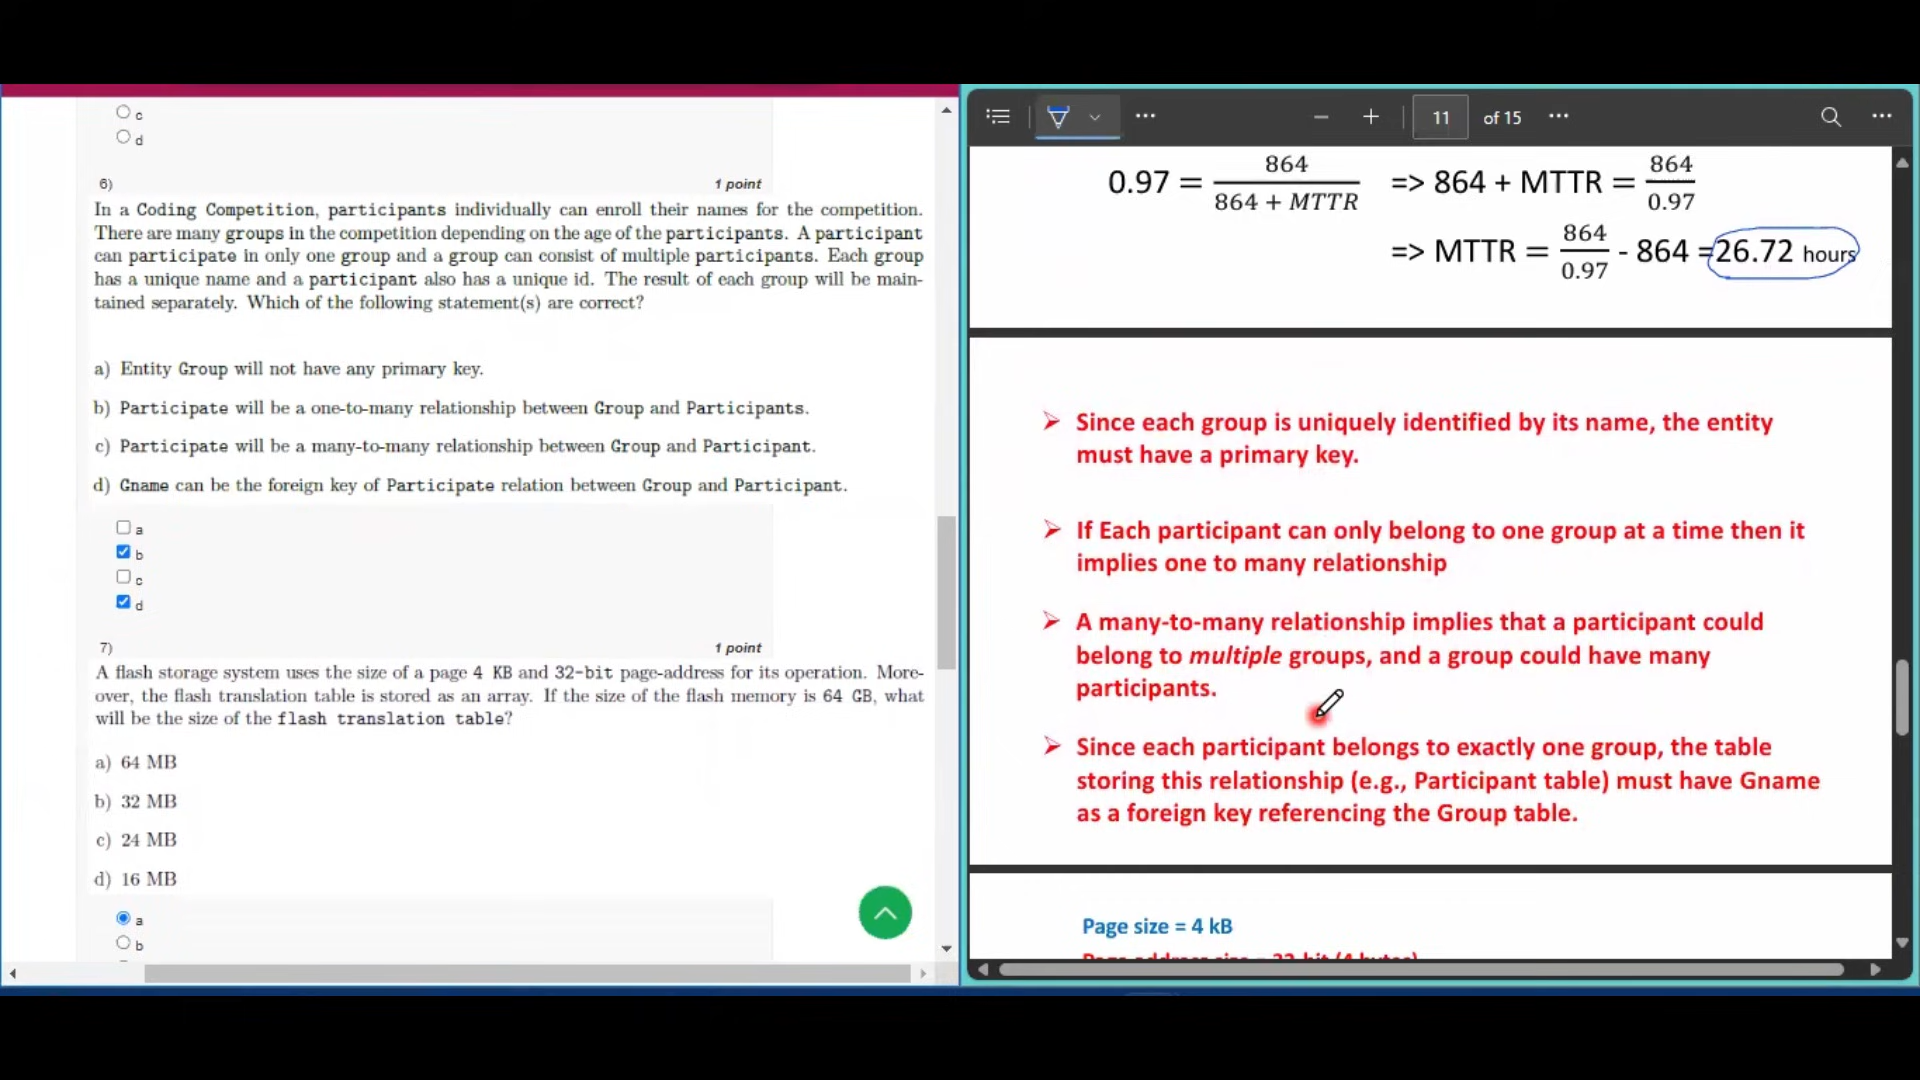 c
d
6)
1 point
In a Coding Competition, participants individually can enroll their names for the competition.
There are many groups in the competition depending on the age of the participants. A participant
can participate in only one group and a group can consist of multiple participants. Each group
has a unique name and a participant also has a unique id. The result of each group will be main-
tained separately. Which of the following statement(s) are correct?
a) Entity Group will not have any primary key.
b) Participate will be a one-to-many relationship between Group and Participants.
c) Participate will be a many-to-many relationship between Group and Participant.
d) Gname can be the foreign key of Participate relation between Group and Participant.
a
b
c
d
7)
1 point
A flash storage system uses the size of a page 4 KB and 32-bit page-address for its operation. More-
over, the flash translation table is stored as an array. If the size of the flash memory is 64 GB, what
will be the size of the flash translation table?
a) 64 MB
b) 32 MB
c) 24 MB
d) 16 MB
a
b
11 of 15
0.97 = 864 / 864 + MTTR => 864 + MTTR = 864 / 0.97
=> MTTR = 864 / 0.97 - 864 =26.72 hours
➢ Since each group is uniquely identified by its name, the entity
must have a primary key.
➢ If Each participant can only belong to one group at a time then it
implies one to many relationship
➢ A many-to-many relationship implies that a participant could
belong to multiple groups, and a group could have many
participants.
➢ Since each participant belongs to exactly one group, the table
storing this relationship (e.g., Participant table) must have Gname
as a foreign key referencing the Group table.
Page size = 4 kB
Page address size = 32-bit (4 bytes)